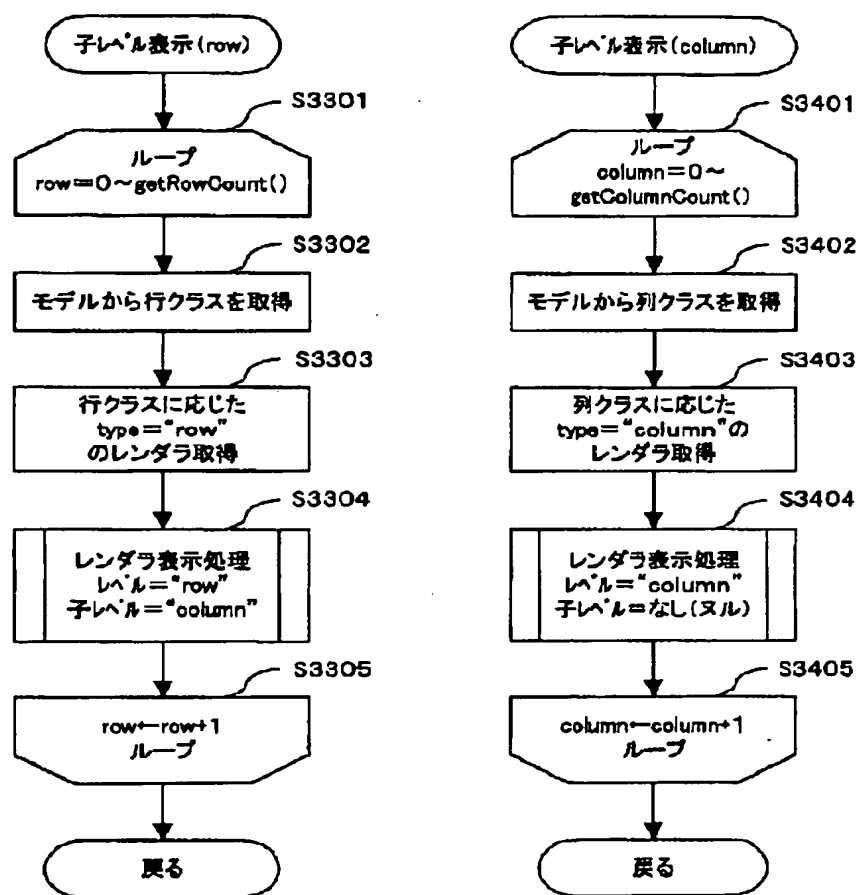 子レベル表示(row)
S3301
ループ
row=0～getRowCount()
S3302
モデルから行クラスを取得
S3303
行クラスに応じた
type="row"
のレンダラ取得
S3304
レンダラ表示処理
レベル="row"
子レベル="column"
S3305
row←row+1
ループ
戻る
子レベル表示(column)
S3401
ループ
column=0～
getColumnCount()
S3402
モデルから列クラスを取得
S3403
列クラスに応じた
type="column"の
レンダラ取得
S3404
レンダラ表示処理
レベル="column"
子レベル=なし(ヌル)
S3405
column←column+1
ループ
戻る